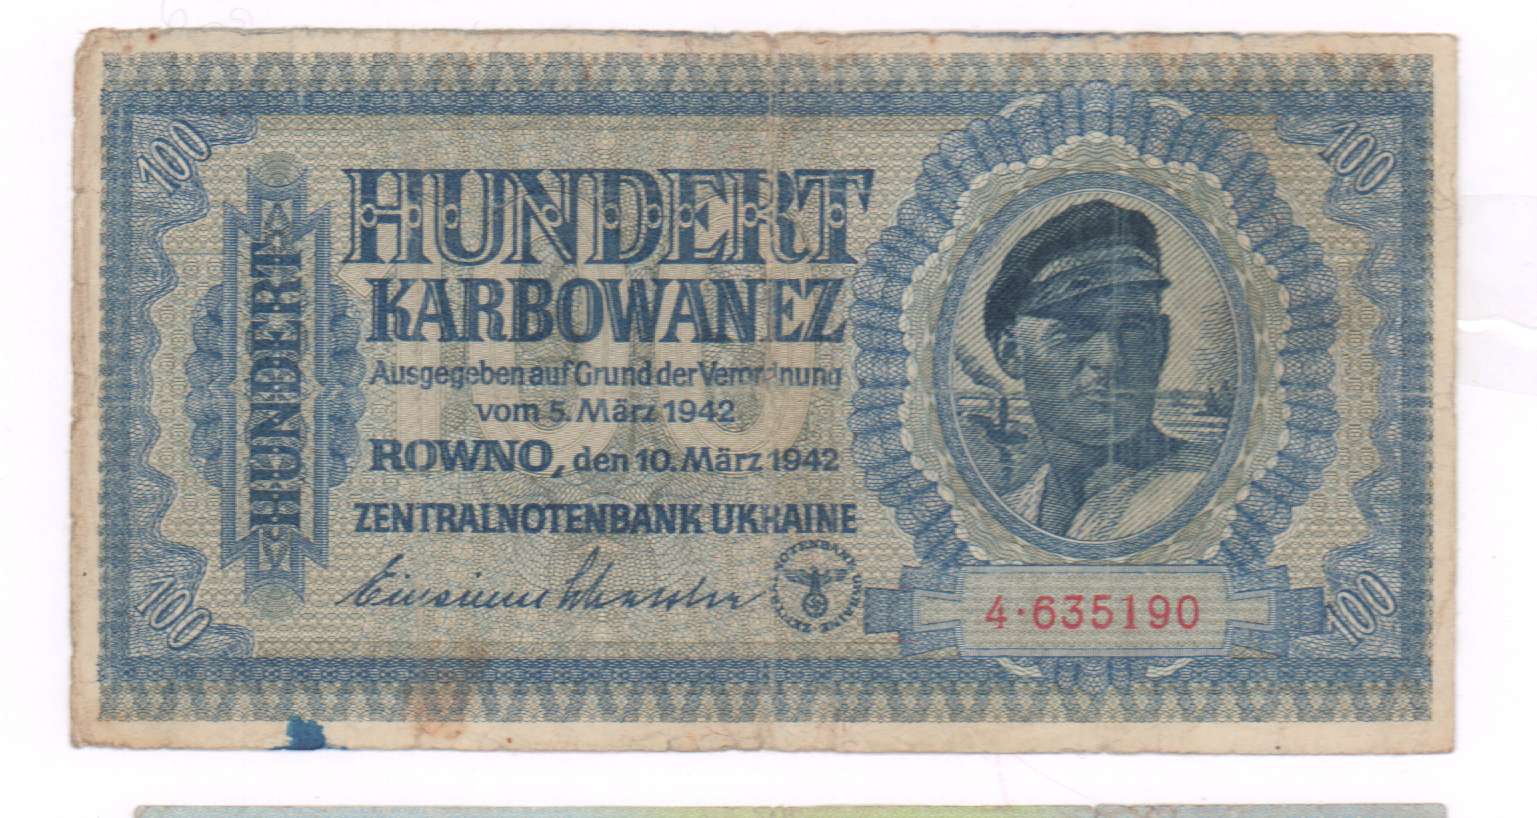 100
100
HUNDERT
HUNDERT
KARBOWANEZ
Ausgegeben auf Grund der Verordnung
vom 5. März 1942
ROWNO, den 10. März 1942
ZENTRALNOTENBANK UKRAINE
4·635190
100
100